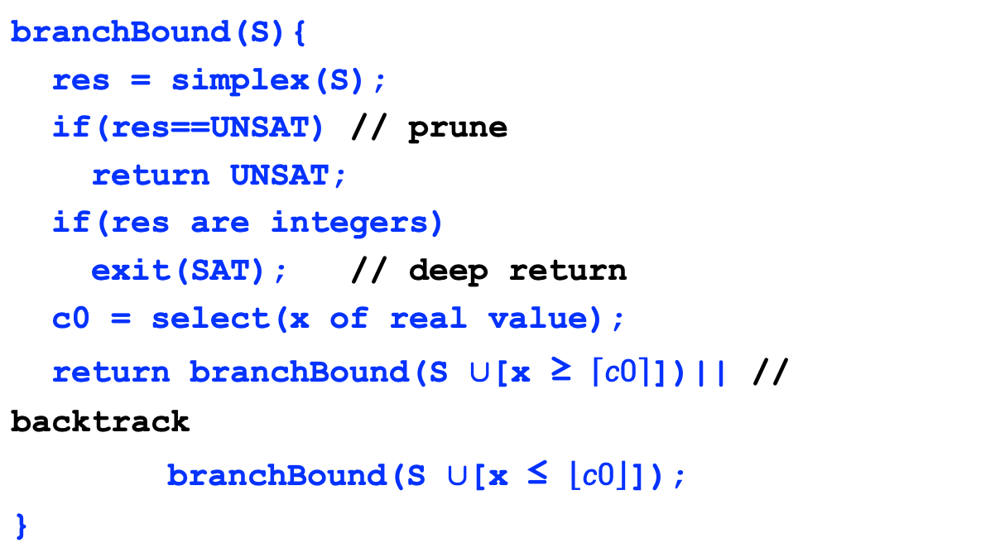 branchBound(S){
res = simplex(S);
if(res==UNSAT) // prune
return UNSAT;
if(res are integers)
exit(SAT); // deep return
c0 = select(x of real value);
return branchBound(S ∪[x ≥ ⌈c0⌉])|| //
backtrack
branchBound(S ∪[x ≤ ⌊c0⌋]);
}